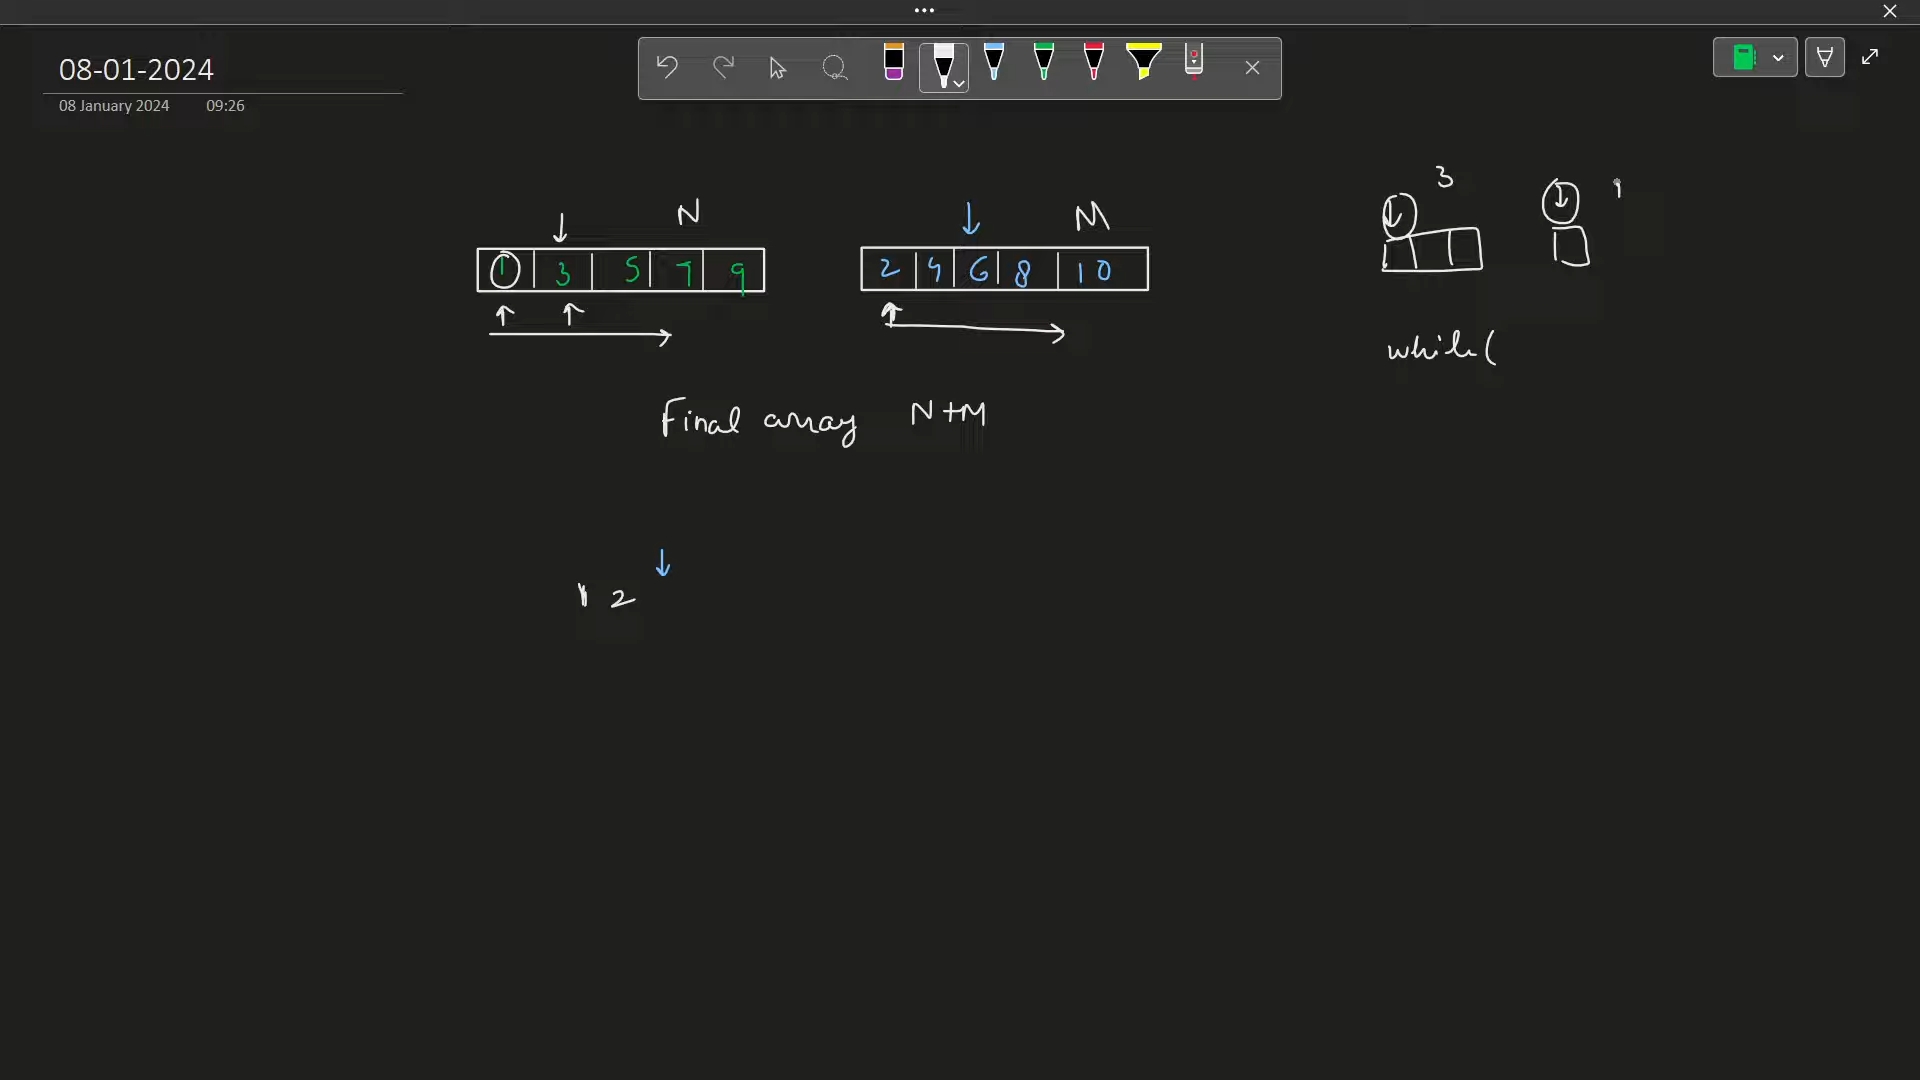 08-01-2024
08 January 2024 09:26
3 1
N M
1 3 5 7 9 2 4 6 8 10
while(
Final array N+M
1 2